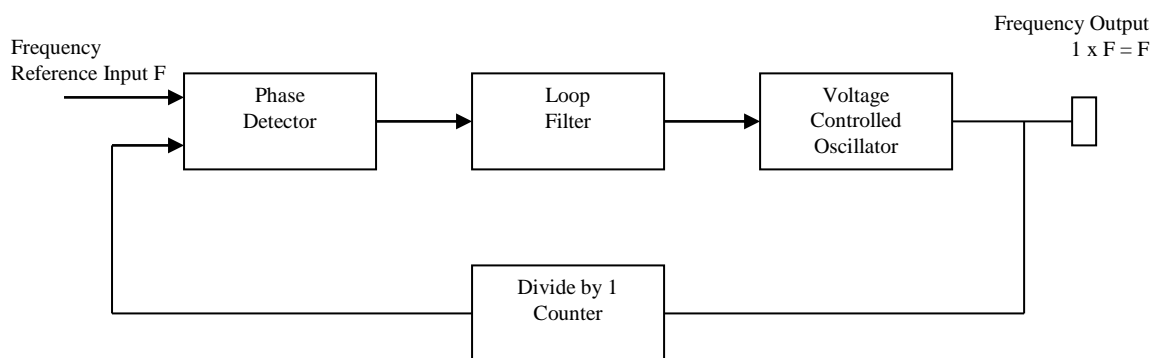 Frequency Output
1 x F = F
Frequency
Reference Input F
Phase
Detector
Loop
Filter
Voltage
Controlled
Oscillator
Divide by 1
Counter